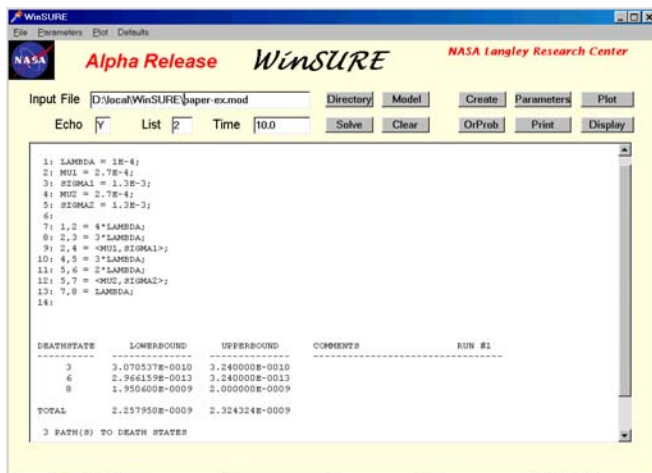 WinSURE
File Parameters Plot Defaults
NASA Alpha Release WinSURE NASA Langley Research Center
Input File D:\local\WinSURE\paper-ex.mod Directory Model Create Parameters Plot
Echo Y List 2 Time 10.0 Solve Clear OrProb Print Display
1: LAMBDA = 1E-4;
2: MU1 = 2.7E-4;
3: SIGMA1 = 1.3E-3;
4: MU2 = 2.7E-4;
5: SIGMA2 = 1.3E-3;
6:
7: 1,2 = 4*LAMBDA;
8: 2,3 = 3*LAMBDA;
9: 2,4 = <MU1,SIGMA1>;
10: 4,5 = 3*LAMBDA;
11: 5,6 = 2*LAMBDA;
12: 5,7 = <MU2,SIGMA2>;
13: 7,8 = LAMBDA;
14:
DEATHSTATE LOWERBOUND UPPERBOUND COMMENTS RUN #1
---------- ------------ ------------ ------------------------------
3 3.070537E-0010 3.240000E-0010
6 2.966159E-0013 3.240000E-0013
8 1.950600E-0009 2.000000E-0009
TOTAL 2.257950E-0009 2.324324E-0009
3 PATH(S) TO DEATH STATES